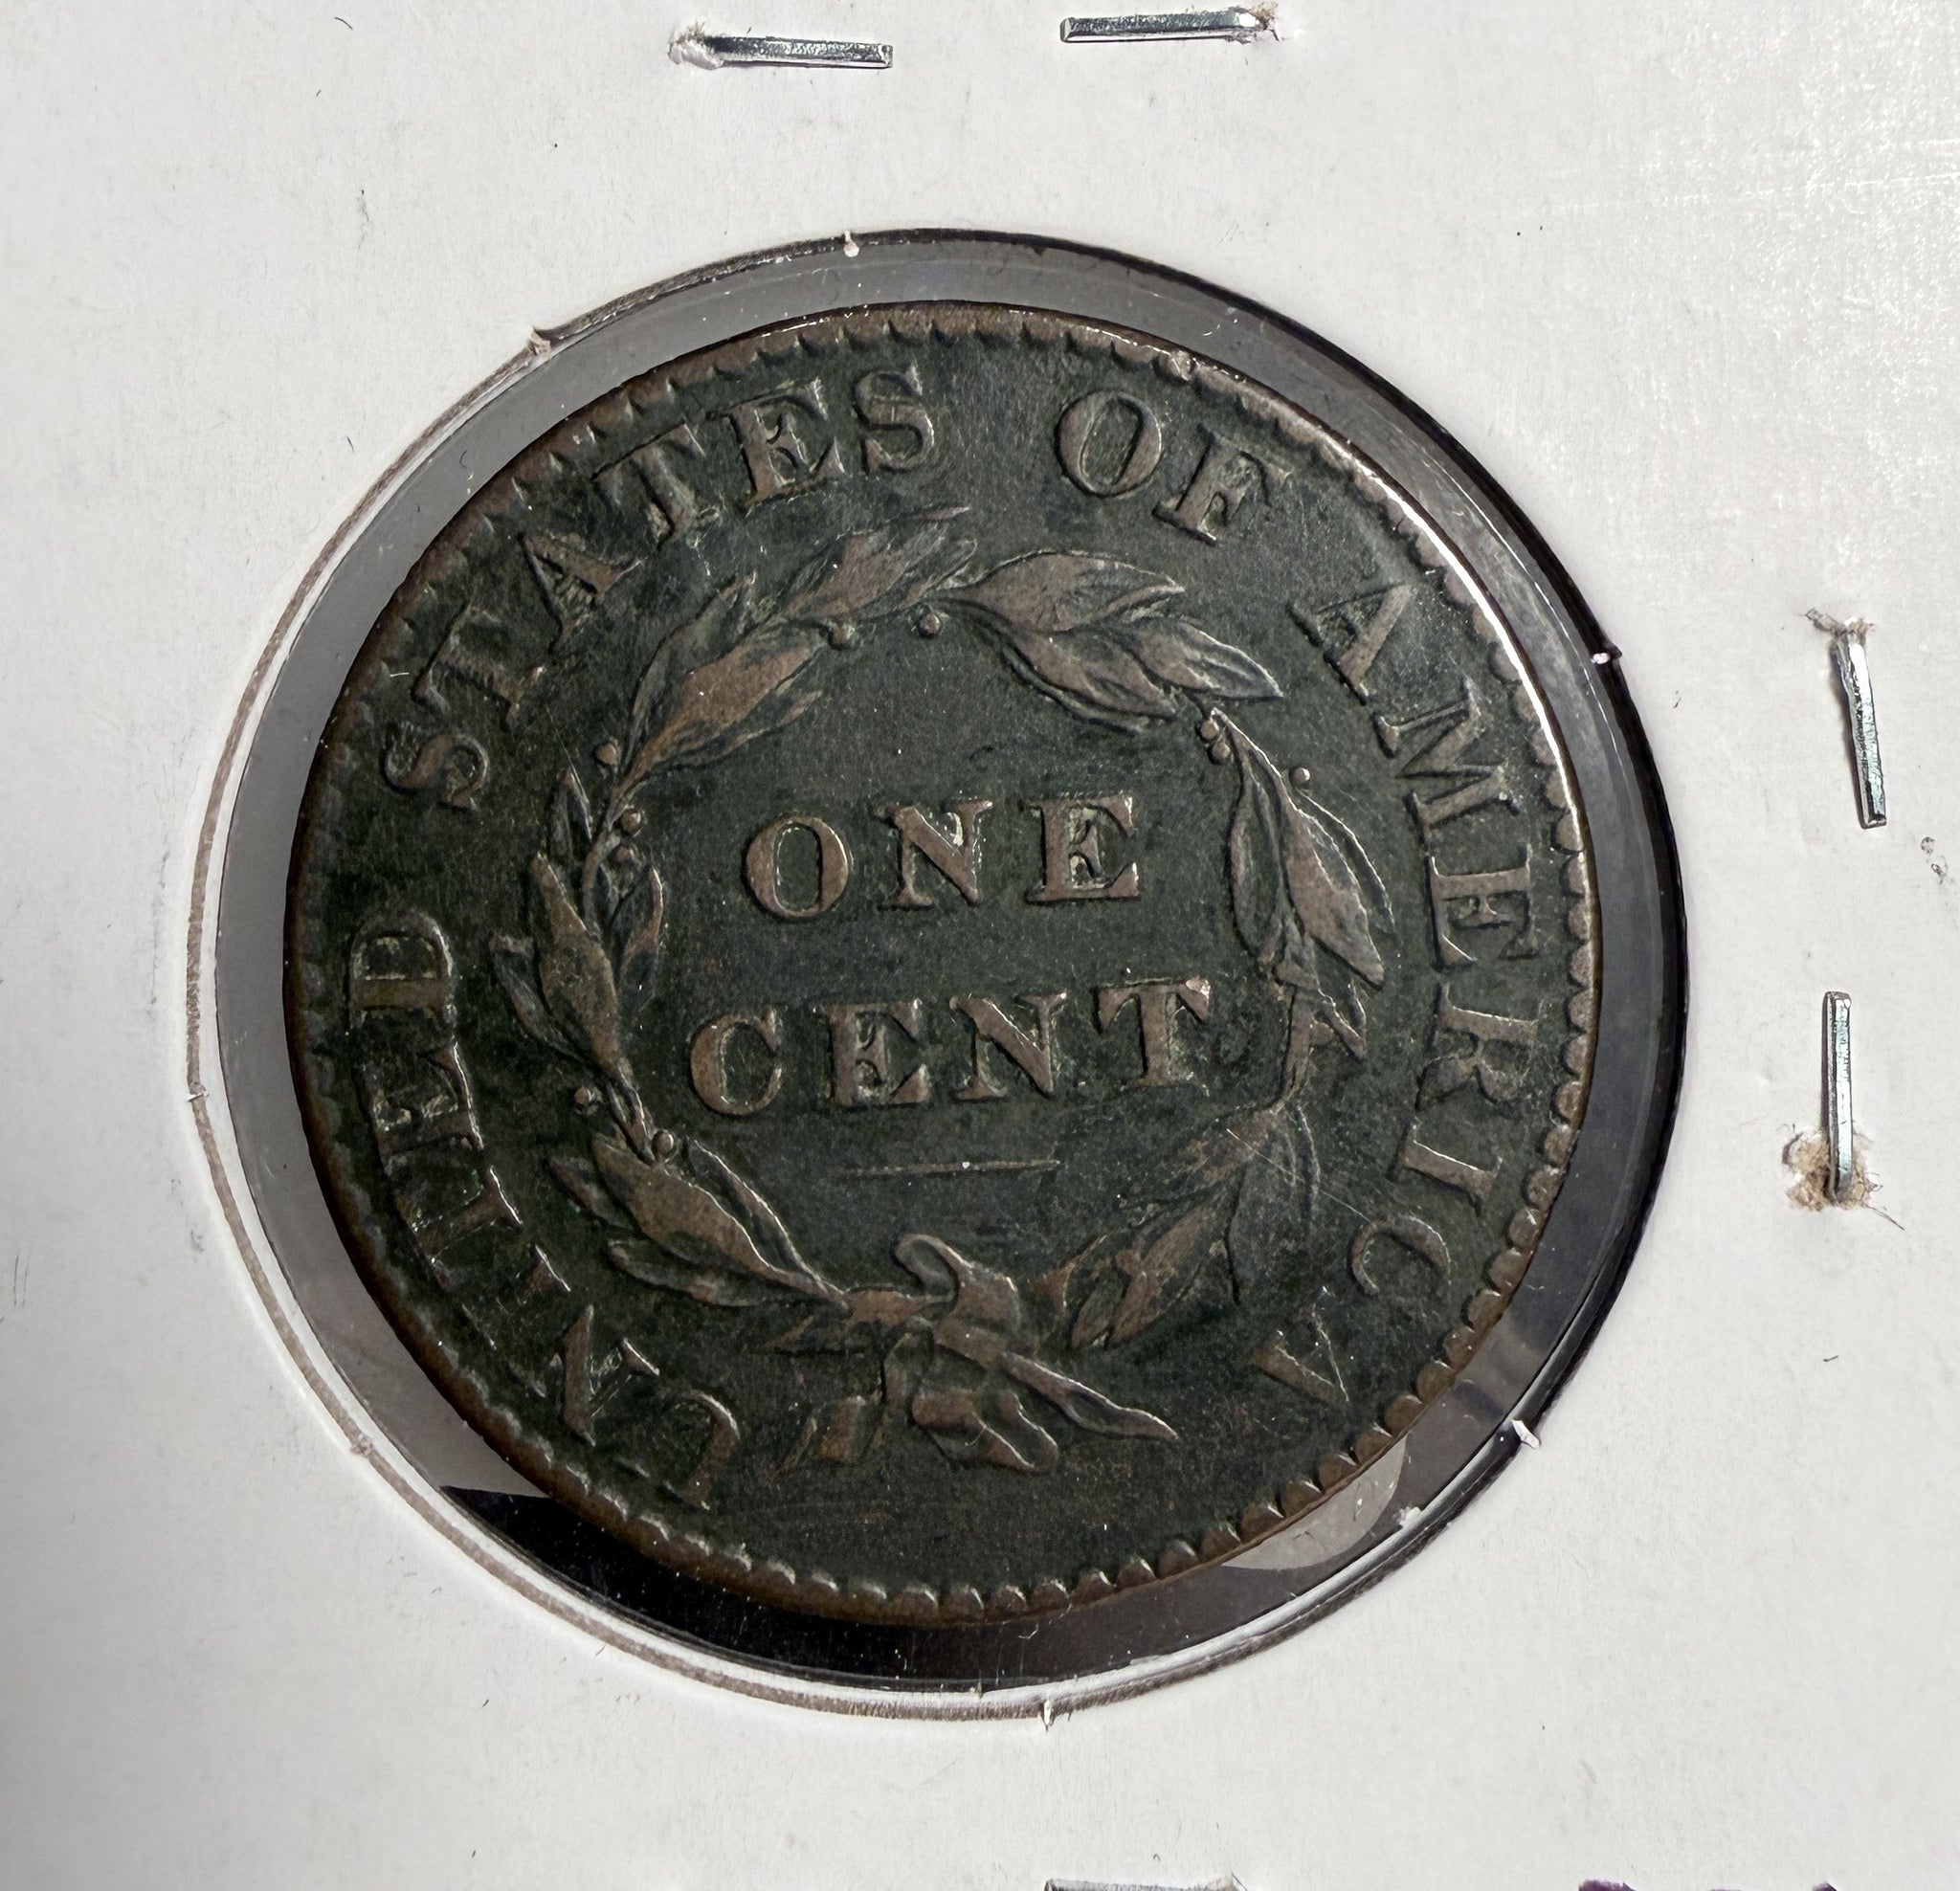 UNITED STATES OF AMERICA
ONE
CENT